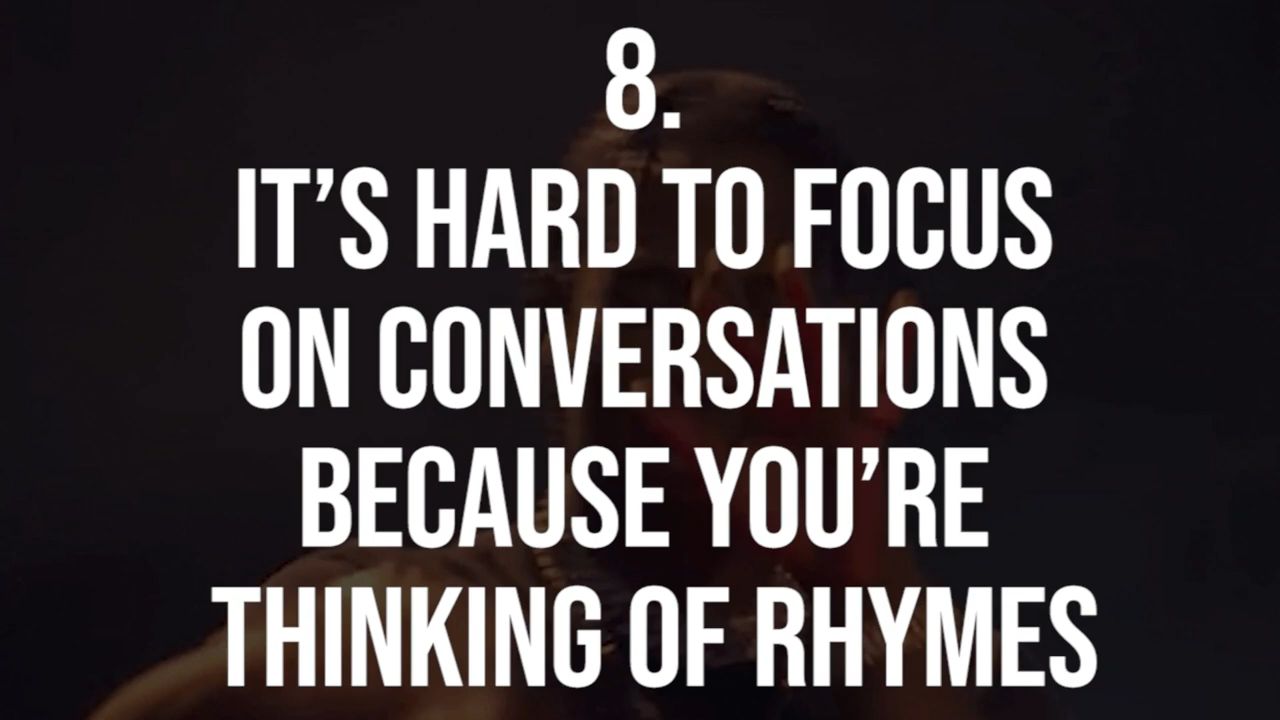 8.
IT’S HARD TO FOCUS
ON CONVERSATIONS
BECAUSE YOU’RE
THINKING OF RHYMES